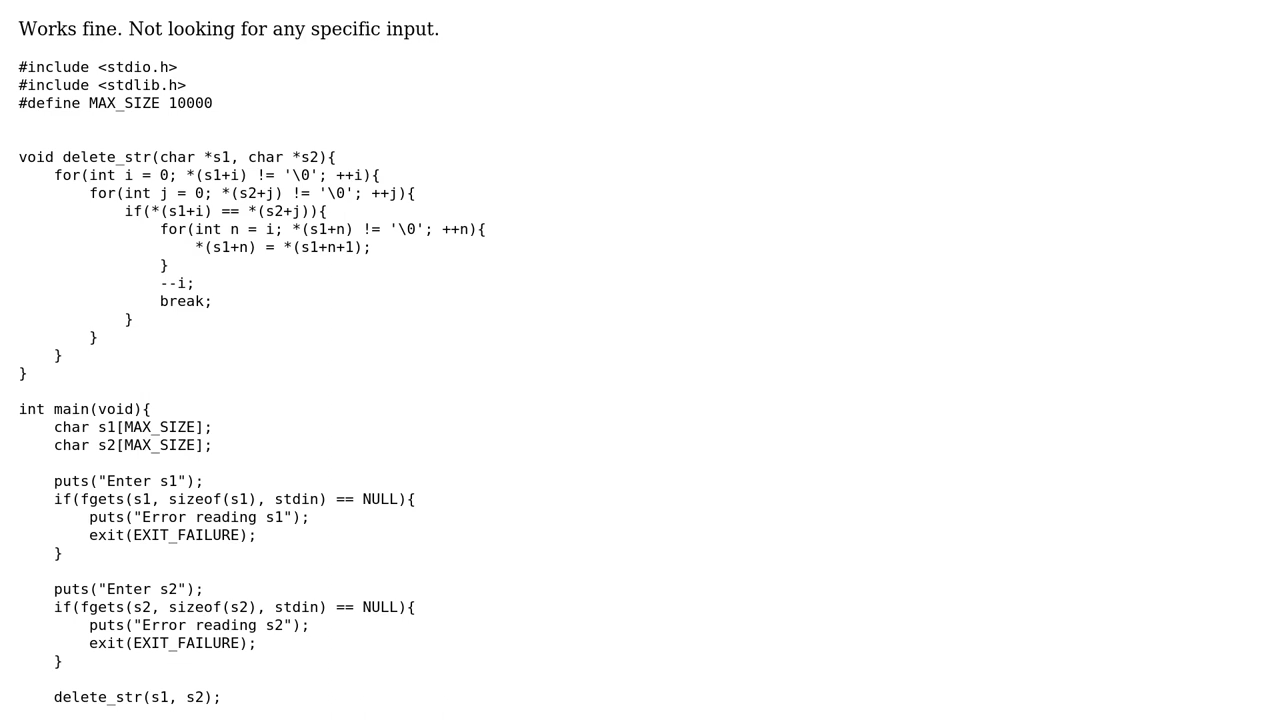 Works fine. Not looking for any specific input.
#include <stdio.h>
#include <stdlib.h>
#define MAX_SIZE 10000
void delete_str(char *s1, char *s2){
    for(int i = 0; *(s1+i) != '\0'; ++i){
        for(int j = 0; *(s2+j) != '\0'; ++j){
            if(*(s1+i) == *(s2+j)){
                for(int n = i; *(s1+n) != '\0'; ++n){
                    *(s1+n) = *(s1+n+1);
                }
                --i;
                break;
            }
        }
    }
}
int main(void){
    char s1[MAX_SIZE];
    char s2[MAX_SIZE];
    puts("Enter s1");
    if(fgets(s1, sizeof(s1), stdin) == NULL){
        puts("Error reading s1");
        exit(EXIT_FAILURE);
    }
    puts("Enter s2");
    if(fgets(s2, sizeof(s2), stdin) == NULL){
        puts("Error reading s2");
        exit(EXIT_FAILURE);
    }
    delete_str(s1, s2);